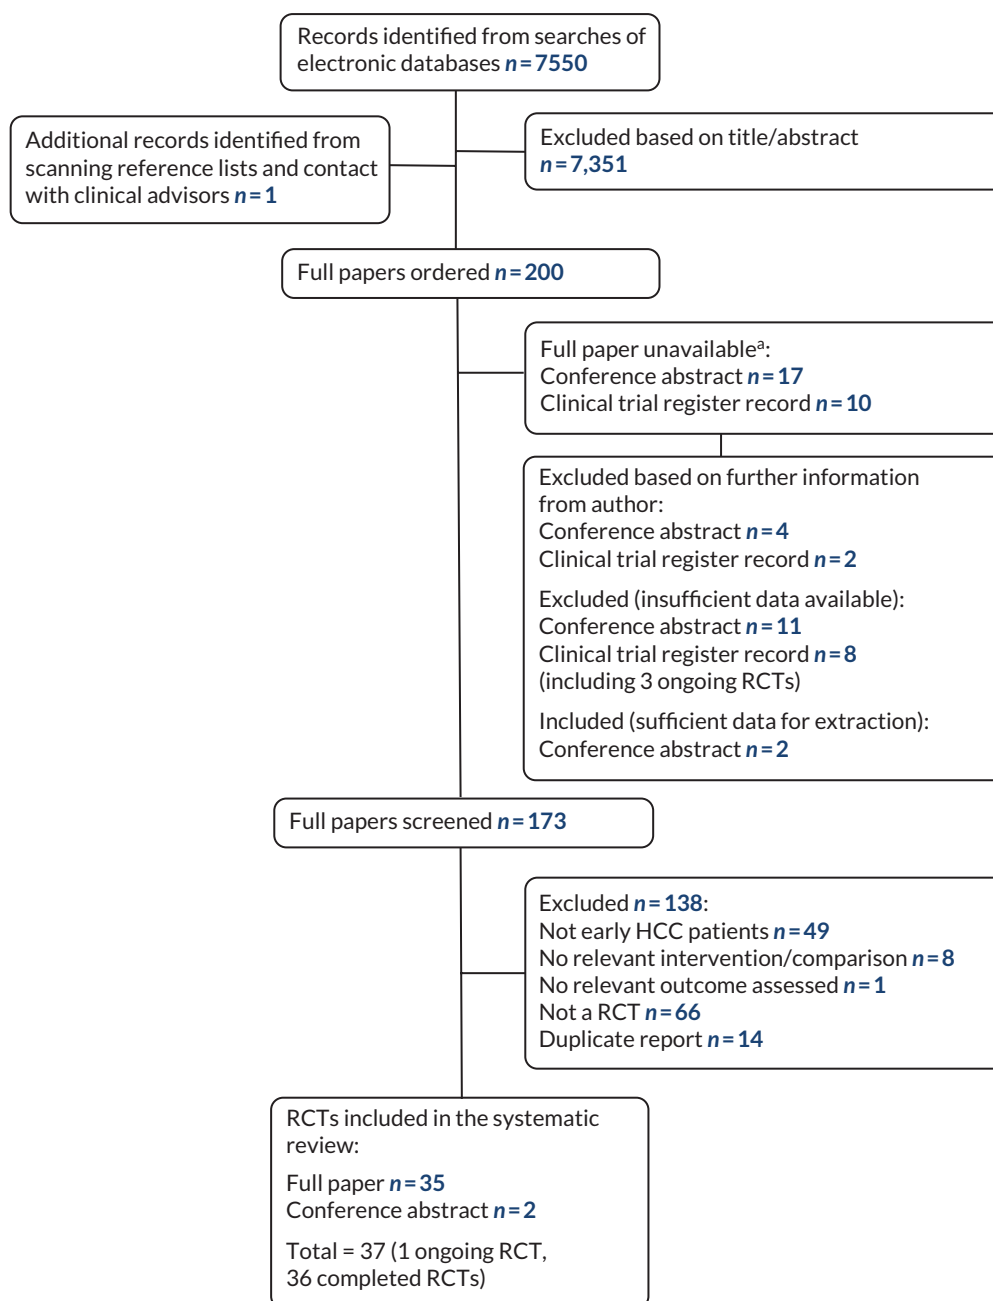 Records identified from searches of
electronic databases n = 7550
Additional records identified from
scanning reference lists and contact
with clinical advisors n = 1
Excluded based on title/abstract
n = 7,351
Full papers ordered n = 200
Full paper unavailableᵃ:
Conference abstract n = 17
Clinical trial register record n = 10
Excluded based on further information
from author:
Conference abstract n = 4
Clinical trial register record n = 2
Excluded (insufficient data available):
Conference abstract n = 11
Clinical trial register record n = 8
(including 3 ongoing RCTs)
Included (sufficient data for extraction):
Conference abstract n = 2
Full papers screened n = 173
Excluded n = 138:
Not early HCC patients n = 49
No relevant intervention/comparison n = 8
No relevant outcome assessed n = 1
Not a RCT n = 66
Duplicate report n = 14
RCTs included in the systematic
review:
Full paper n = 35
Conference abstract n = 2
Total = 37 (1 ongoing RCT,
36 completed RCTs)